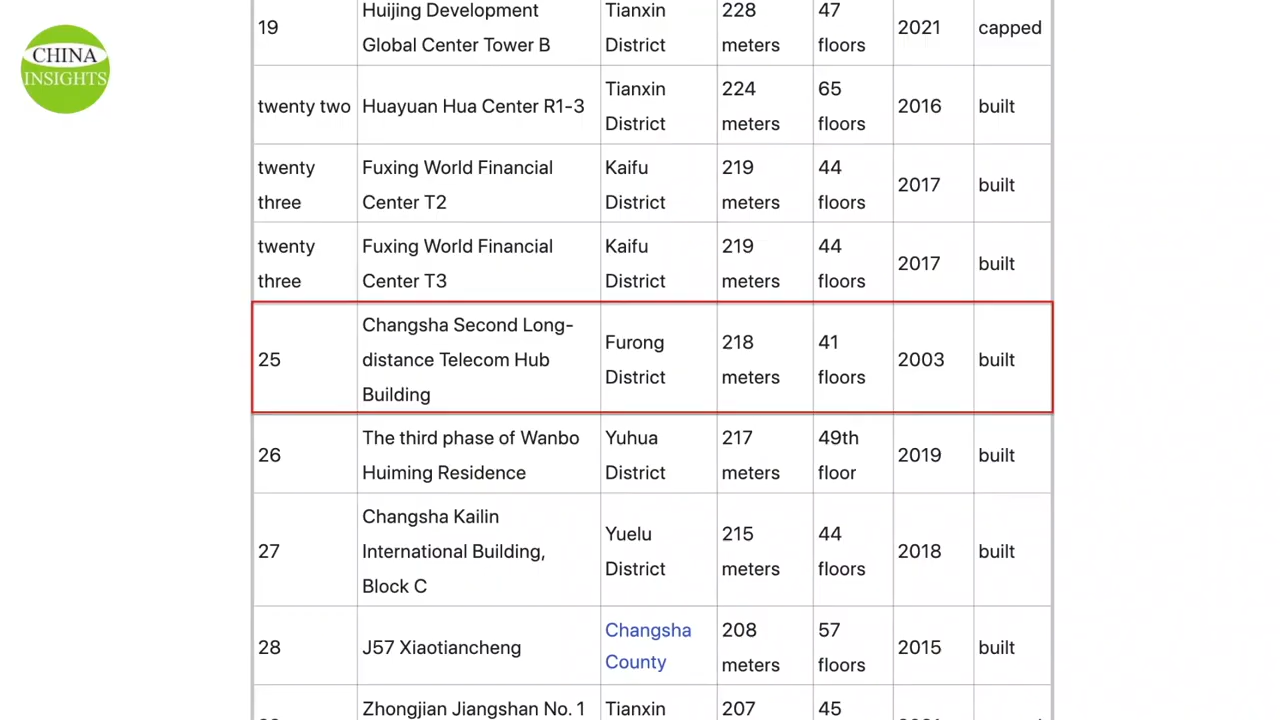 CHINA
INSIGHTS
19 Huijing Development Global Center Tower B Tianxin District 228 meters 47 floors 2021 capped
twenty two Huayuan Hua Center R1-3 Tianxin District 224 meters 65 floors 2016 built
twenty three Fuxing World Financial Center T2 Kaifu District 219 meters 44 floors 2017 built
twenty three Fuxing World Financial Center T3 Kaifu District 219 meters 44 floors 2017 built
25 Changsha Second Long-distance Telecom Hub Building Furong District 218 meters 41 floors 2003 built
26 The third phase of Wanbo Huiming Residence Yuhua District 217 meters 49th floor 2019 built
27 Changsha Kailin International Building, Block C Yuelu District 215 meters 44 floors 2018 built
28 J57 Xiaotiancheng Changsha County 208 meters 57 floors 2015 built
Zhongjian Jiangshan No. 1 Tianxin 207 45